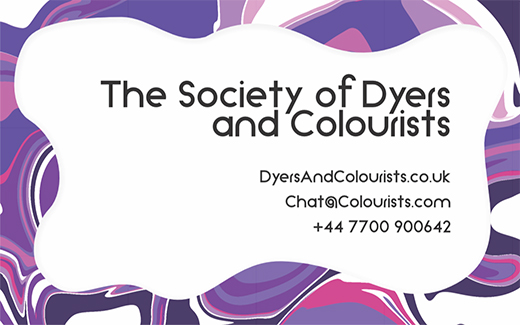 The Society of Dyers
and Colourists
DyersAndColourists.co.uk
Chat@Colourists.com
+44 7700 900642